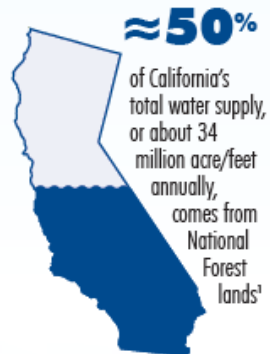 ≈50%
of California's
total water supply,
or about 34
million acre/feet
annually,
comes from
National
Forest
lands¹